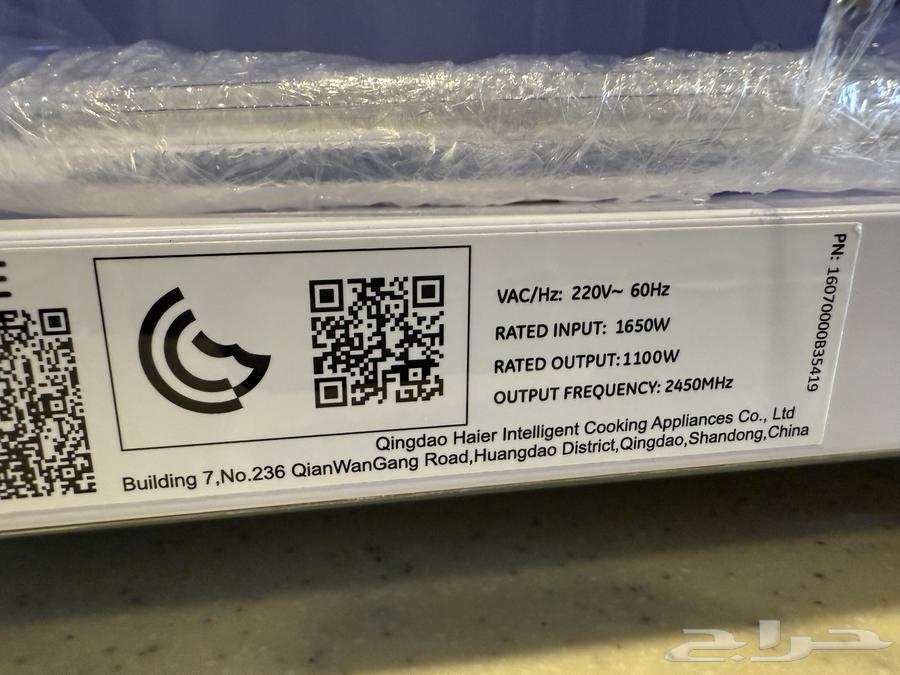 VAC/Hz: 220V~ 60Hz
RATED INPUT: 1650W
RATED OUTPUT:1100W
OUTPUT FREQUENCY: 2450MHz
Qingdao Haier Intelligent Cooking Appliances Co., Ltd
Building 7,No.236 QianWanGang Road,Huangdao District,Qingdao,Shandong,China
PN: 16070000B35419
حراج